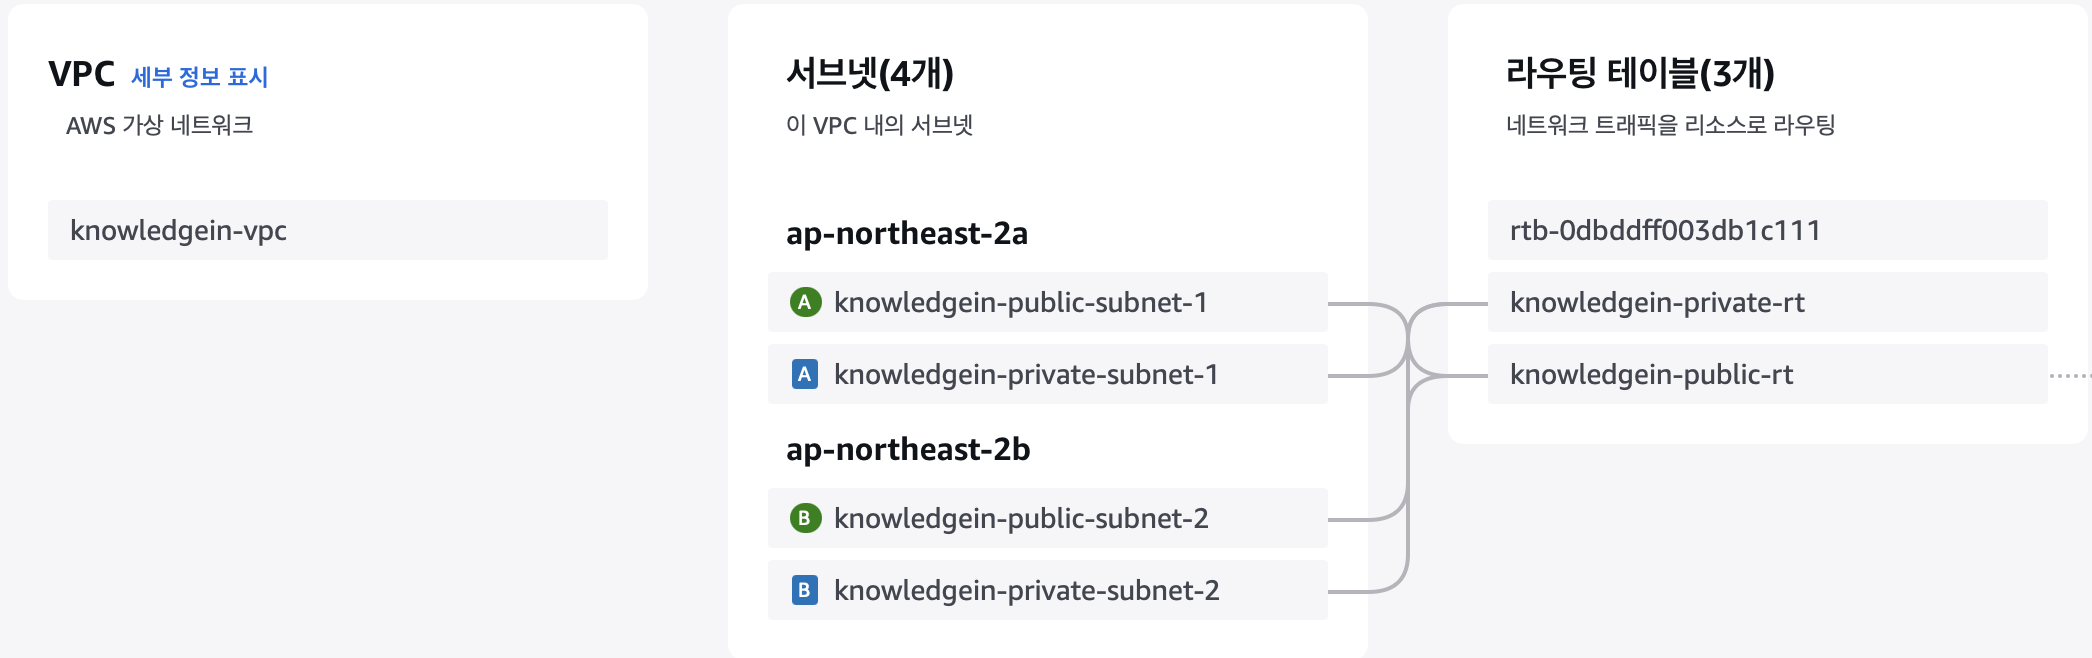 VPC 세부 정보 표시
AWS 가상 네트워크
knowledgein-vpc
서브넷(4개)
이 VPC 내의 서브넷
ap-northeast-2a
A knowledgein-public-subnet-1
A knowledgein-private-subnet-1
ap-northeast-2b
B knowledgein-public-subnet-2
B knowledgein-private-subnet-2
라우팅 테이블(3개)
네트워크 트래픽을 리소스로 라우팅
rtb-0dbddff003db1c111
knowledgein-private-rt
knowledgein-public-rt